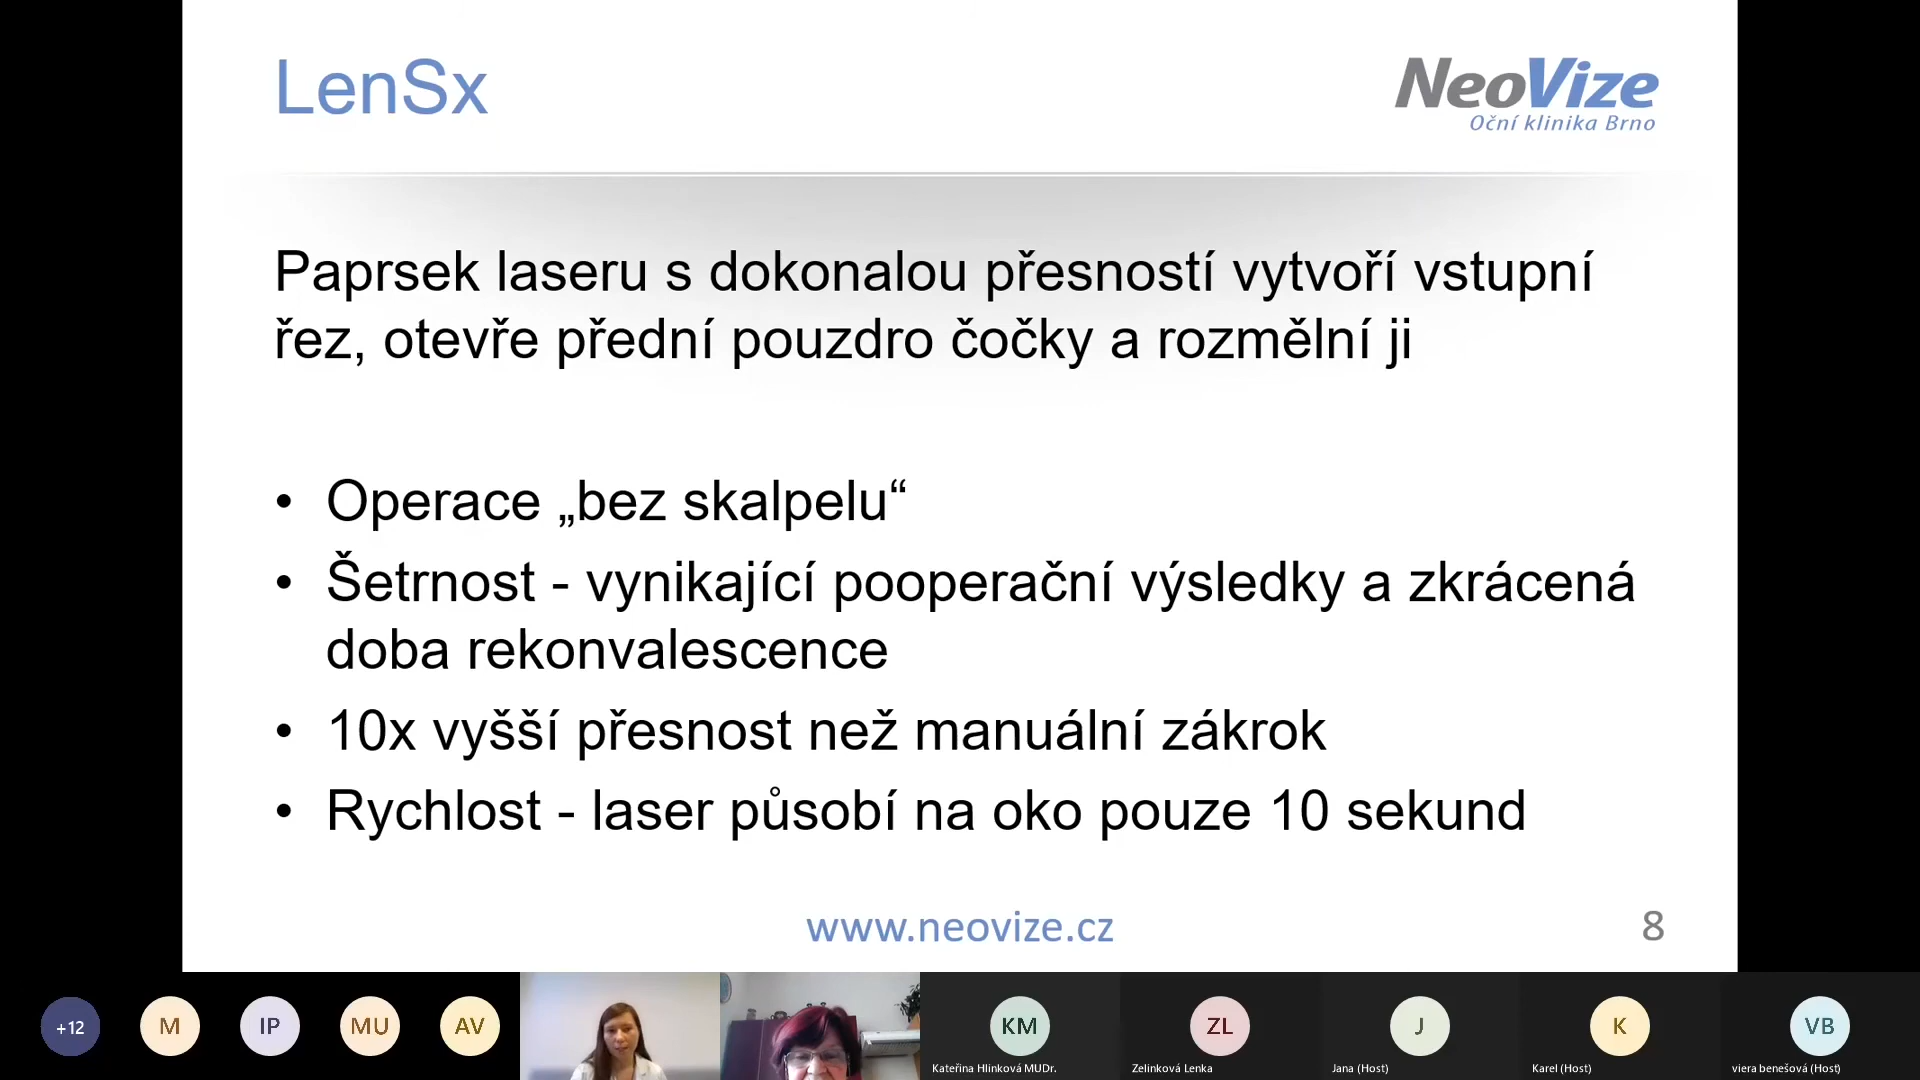 LenSx
NeoVize
Oční klinika Brno
Paprsek laseru s dokonalou přesností vytvoří vstupní
řez, otevře přední pouzdro čočky a rozmělní ji
• Operace „bez skalpelu“
• Šetrnost - vynikající pooperační výsledky a zkrácená
doba rekonvalescence
• 10x vyšší přesnost než manuální zákrok
• Rychlost - laser působí na oko pouze 10 sekund
www.neovize.cz
8
+12
M
IP
MU
AV
KM
ZL
J
K
VB
Kateřina Hlinková MUDr.
Zelinková Lenka
Jana (Host)
Karel (Host)
viera benešová (Host)